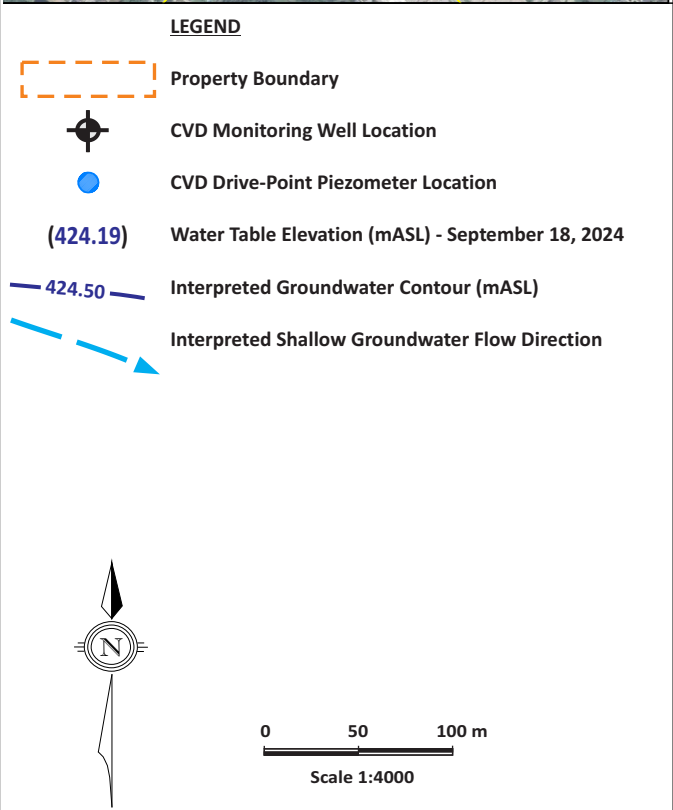 LEGEND
Property Boundary
CVD Monitoring Well Location
CVD Drive-Point Piezometer Location
(424.19) Water Table Elevation (mASL) - September 18, 2024
424.50 Interpreted Groundwater Contour (mASL)
Interpreted Shallow Groundwater Flow Direction
N
0 50 100 m
Scale 1:4000